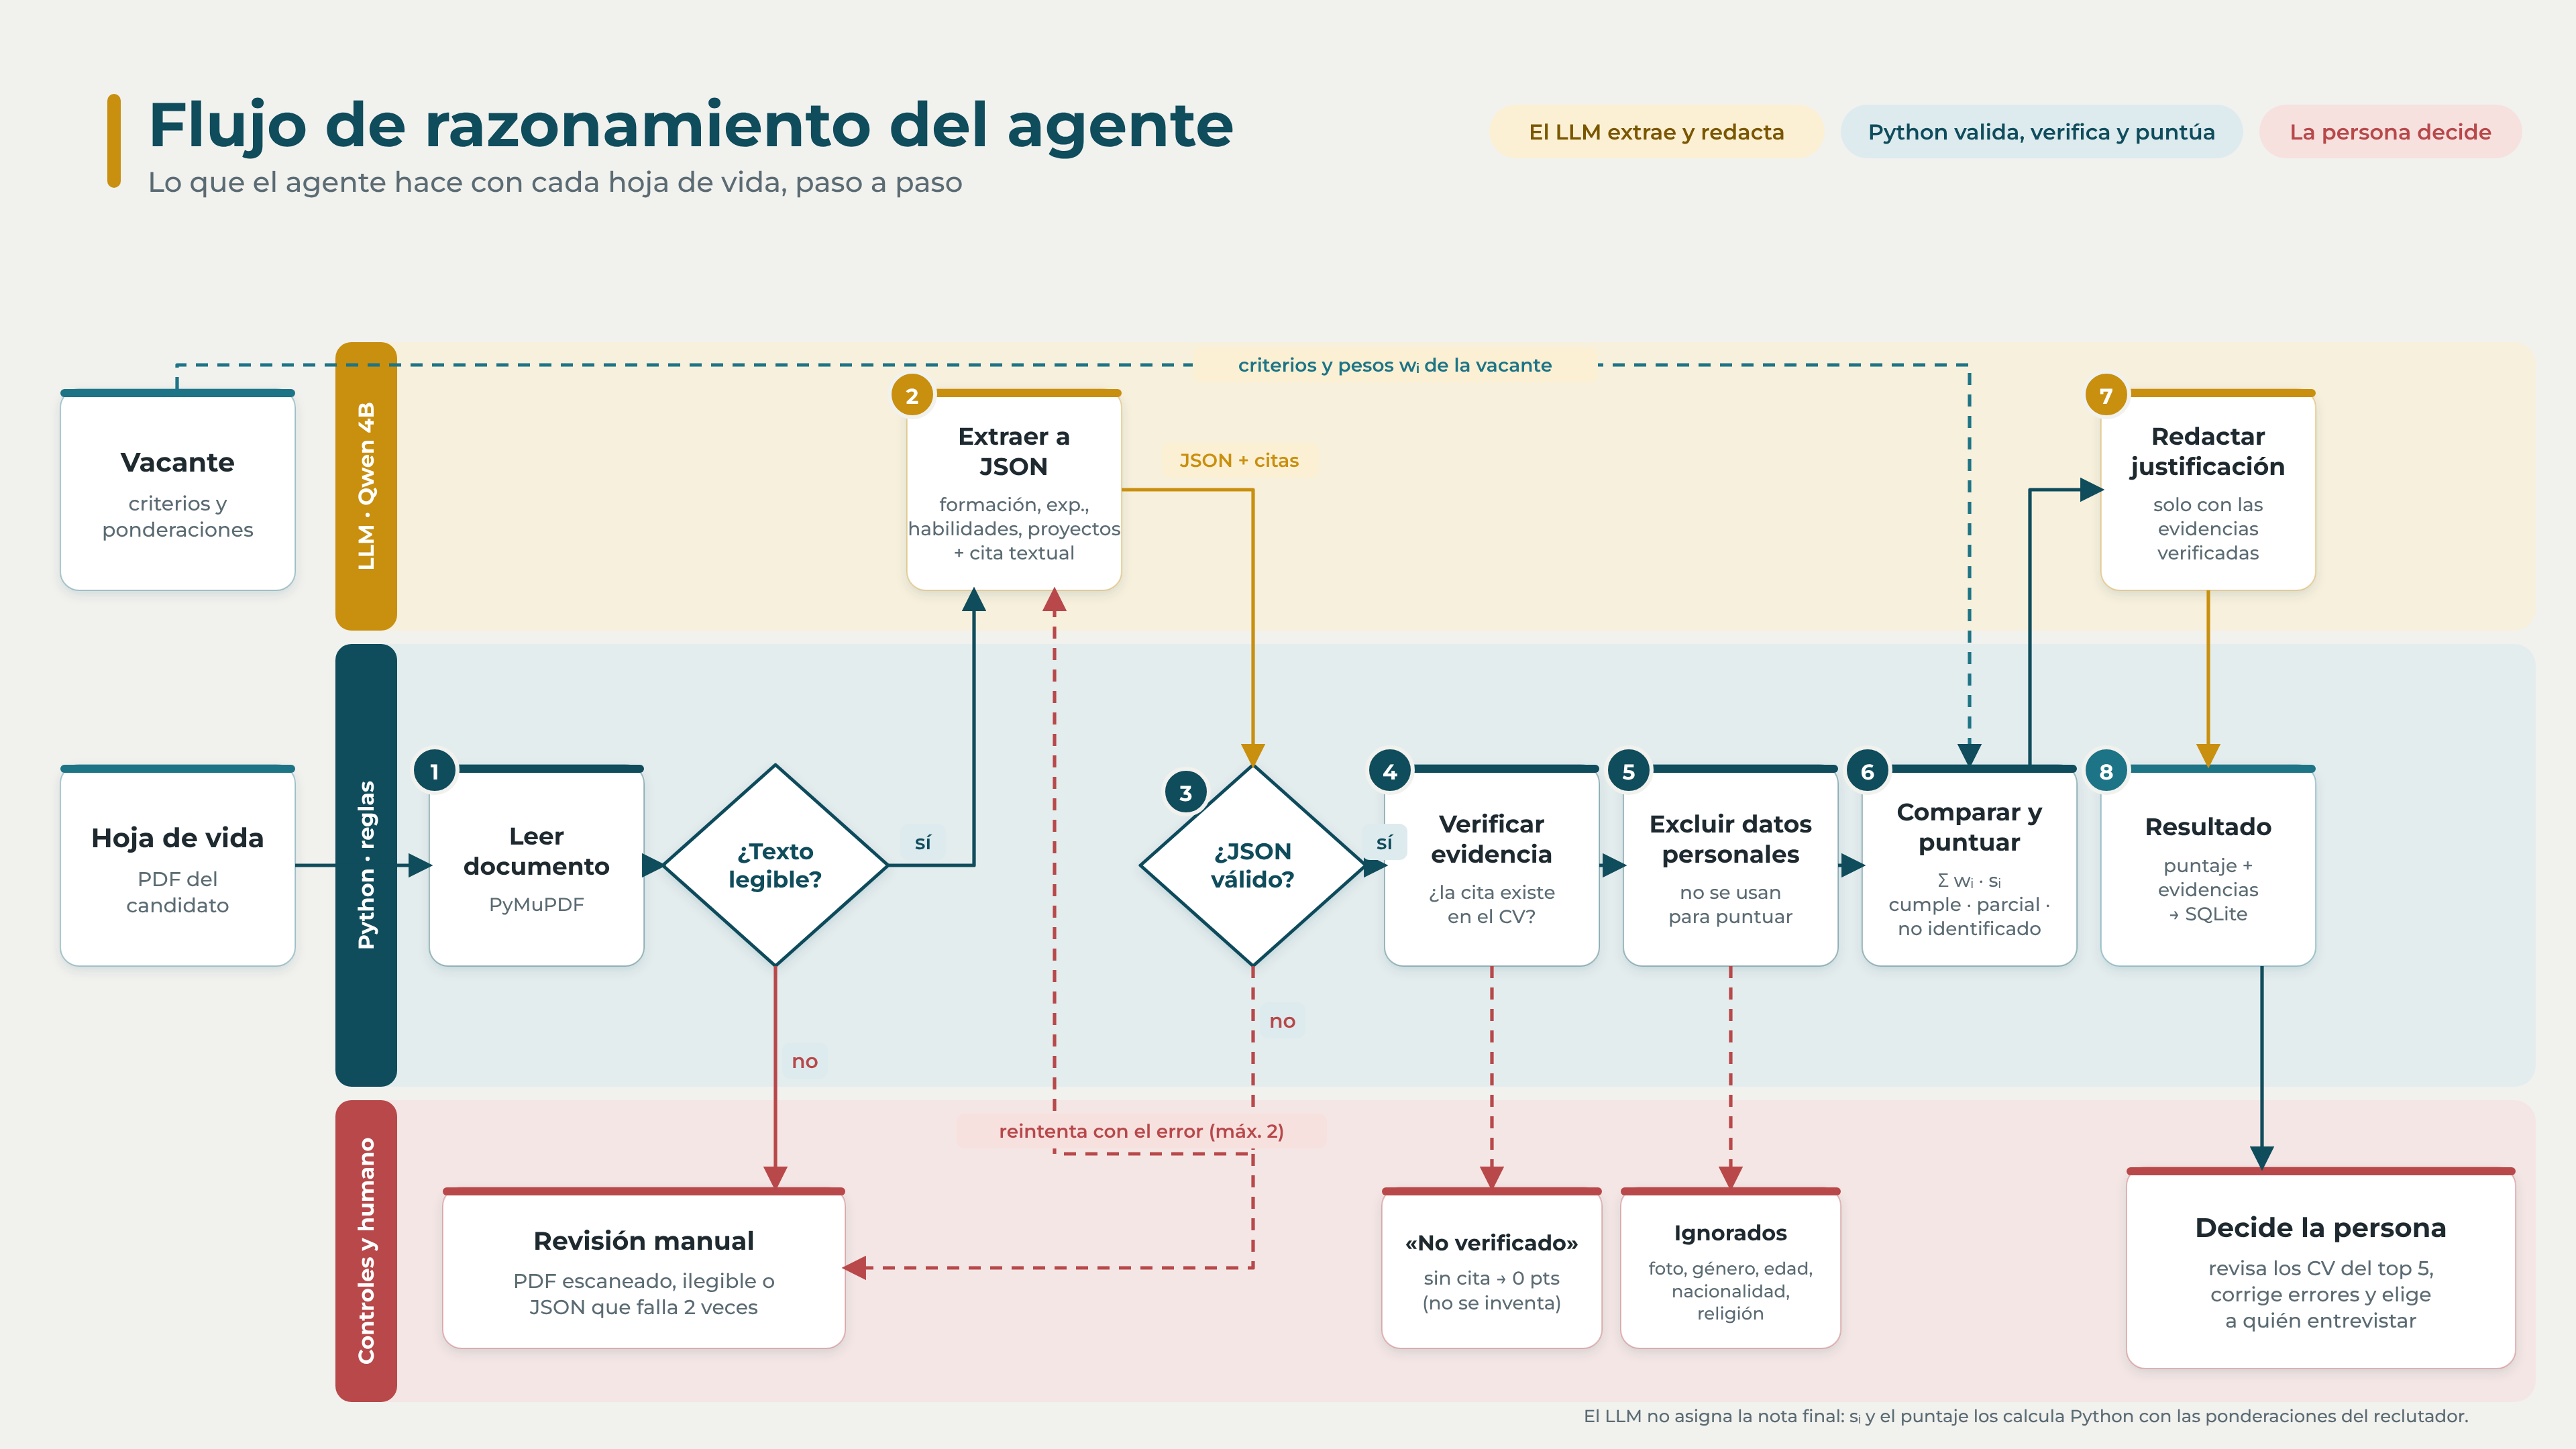 Flujo de razonamiento del agente
Lo que el agente hace con cada hoja de vida, paso a paso
El LLM extrae y redacta
Python valida, verifica y puntúa
La persona decide
criterios y pesos wᵢ de la vacante
LLM · Qwen 4B
Vacante
criterios y
ponderaciones
2
Extraer a
JSON
formación, exp.,
habilidades, proyectos
+ cita textual
JSON + citas
7
Redactar
justificación
solo con las
evidencias
verificadas
Python · reglas
Hoja de vida
PDF del
candidato
1
Leer
documento
PyMuPDF
¿Texto
legible?
sí
no
3
¿JSON
válido?
sí
no
4
Verificar
evidencia
¿la cita existe
en el CV?
5
Excluir datos
personales
no se usan
para puntuar
6
Comparar y
puntuar
Σ wᵢ · sᵢ
cumple · parcial ·
no identificado
8
Resultado
puntaje +
evidencias
→ SQLite
Controles y humano
reintenta con el error (máx. 2)
Revisión manual
PDF escaneado, ilegible o
JSON que falla 2 veces
«No verificado»
sin cita → 0 pts
(no se inventa)
Ignorados
foto, género, edad,
nacionalidad,
religión
Decide la persona
revisa los CV del top 5,
corrige errores y elige
a quién entrevistar
El LLM no asigna la nota final: sᵢ y el puntaje los calcula Python con las ponderaciones del reclutador.